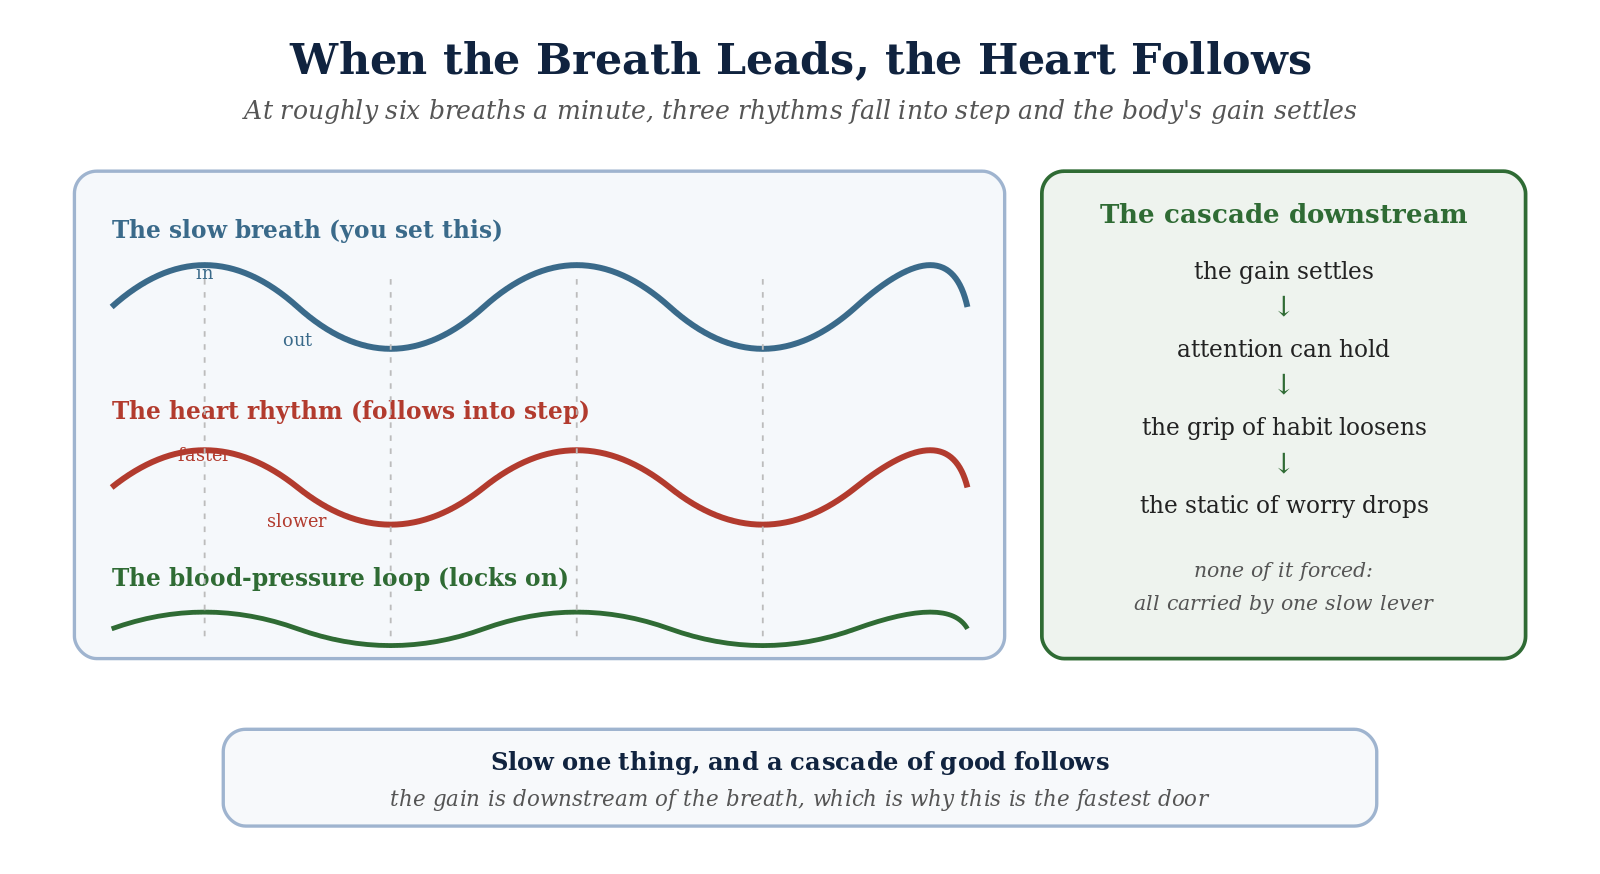 When the Breath Leads, the Heart Follows
At roughly six breaths a minute, three rhythms fall into step and the body's gain settles
The slow breath (you set this)
in
out
The heart rhythm (follows into step)
faster
slower
The blood-pressure loop (locks on)
The cascade downstream
the gain settles
↓
attention can hold
↓
the grip of habit loosens
↓
the static of worry drops
none of it forced:
all carried by one slow lever
Slow one thing, and a cascade of good follows
the gain is downstream of the breath, which is why this is the fastest door